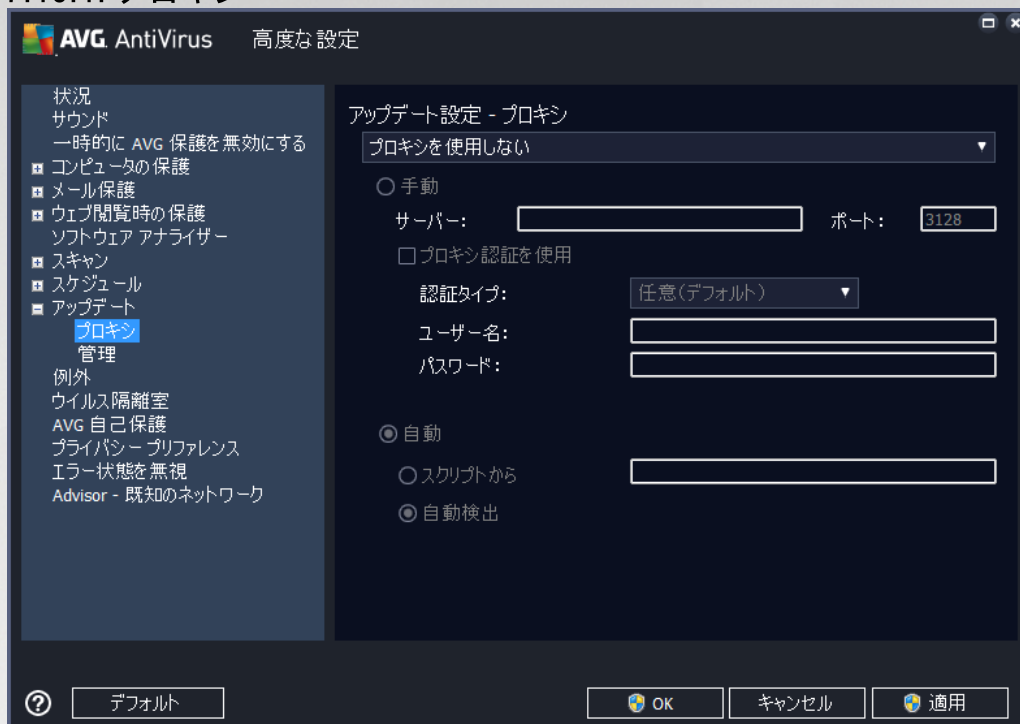 AVG. AntiVirus 高度な設定
状況
サウンド
一時的に AVG 保護を無効にする
コンピュータの保護
メール保護
ウェブ閲覧時の保護
ソフトウェア アナライザー
スキャン
スケジュール
アップデート
プロキシ
管理
例外
ウイルス隔離室
AVG 自己保護
プライバシー プリファレンス
エラー状態を無視
Advisor - 既知のネットワーク
アップデート設定 - プロキシ
プロキシを使用しない
手動
サーバー: ポート: 3128
プロキシ認証を使用
認証タイプ: 任意(デフォルト)
ユーザー名:
パスワード:
自動
スクリプトから
自動検出
? デフォルト OK キャンセル 適用